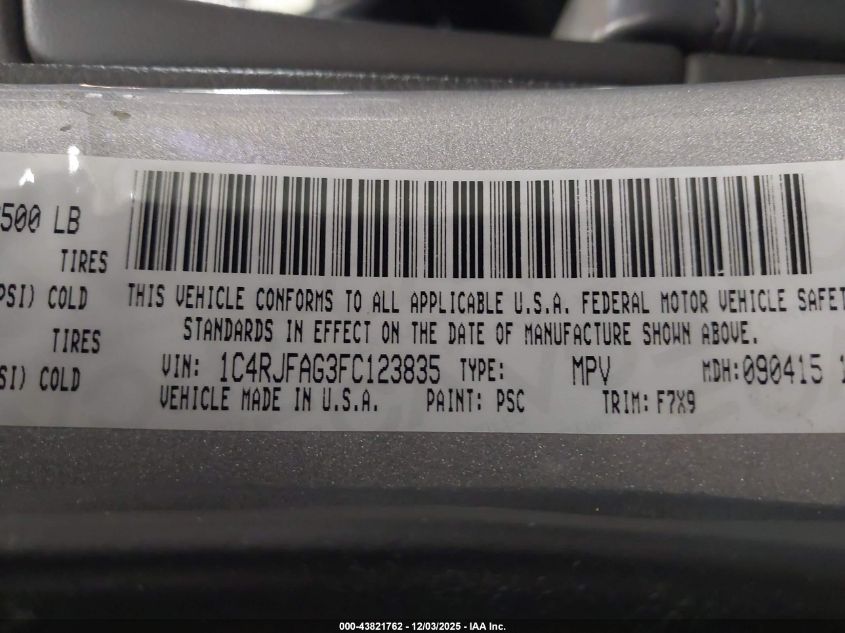 500 LB
TIRES
PSI) COLD
TIRES
SI) COLD
THIS VEHICLE CONFORMS TO ALL APPLICABLE U.S.A. FEDERAL MOTOR VEHICLE SAFET
STANDARDS IN EFFECT ON THE DATE OF MANUFACTURE SHOWN ABOVE.
VIN: 1C4RJFAG3FC123835 TYPE: MPV MDH:090415 1
VEHICLE MADE IN U.S.A. PAINT: PSC TRIM: F7X9
000-43821762 - 12/03/2025 - IAA Inc.